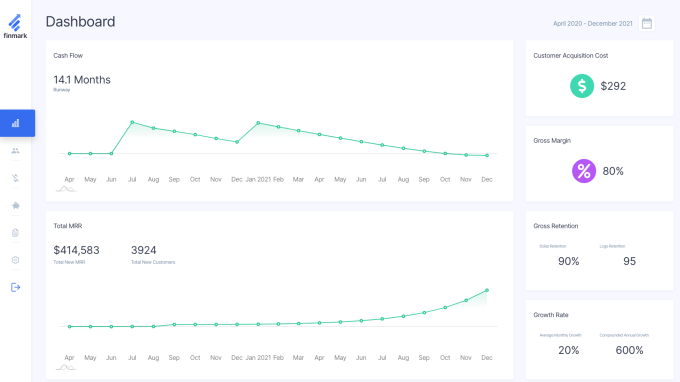 finmark
Dashboard
April 2020 - December 2021
Cash Flow
14.1 Months
Runway
Apr May Jun Jul Aug Sep Oct Nov Dec Jan 2021 Feb Mar Apr May Jun Jul Aug Sep Oct Nov Dec
Customer Acquisition Cost
$292
Gross Margin
80%
Total MRR
$414,583 3924
Total New MRR Total New Customers
Apr May Jun Jul Aug Sep Oct Nov Dec Jan 2021 Feb Mar Apr May Jun Jul Aug Sep Oct Nov Dec
Gross Retention
Dollar Retention Logo Retention
90% 95
Growth Rate
Average Monthly Growth Compounded Annual Growth
20% 600%